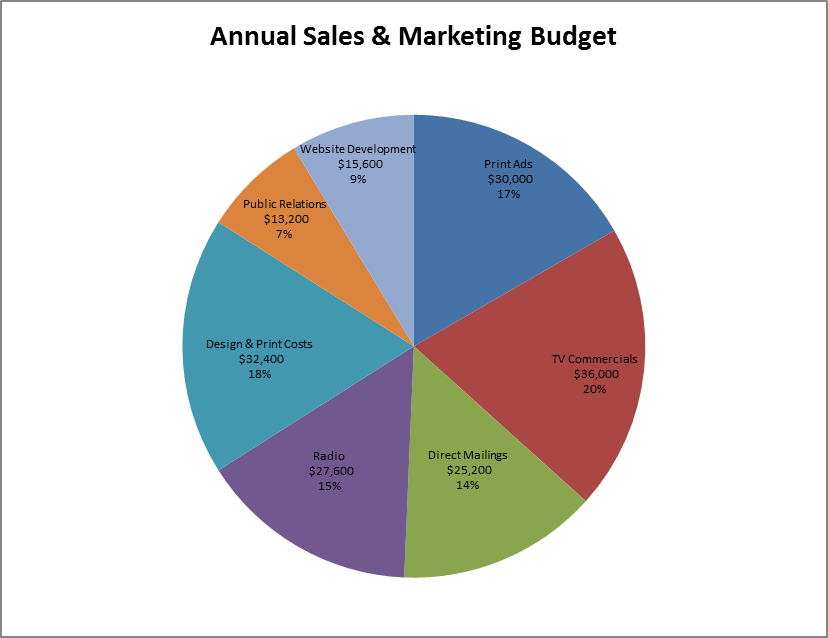 Annual Sales & Marketing Budget
Website Development
$15,600
9%
Print Ads
$30,000
17%
Public Relations
$13,200
7%
Design & Print Costs
$32,400
18%
TV Commercials
$36,000
20%
Radio
$27,600
15%
Direct Mailings
$25,200
14%